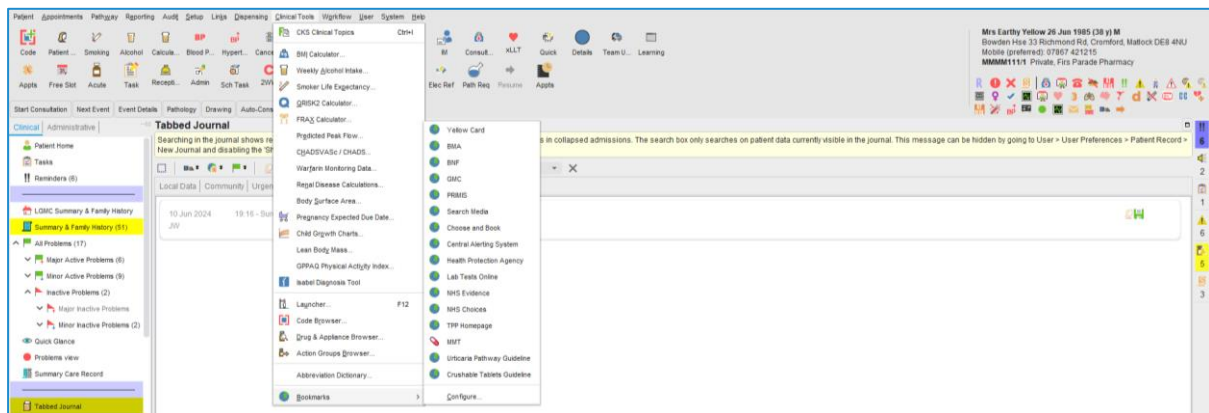 Patient Appointments Pathway Reporting Audit Setup Links Dispensing Clinical Tools Workflow User System Help
Code Patient ... Smoking Alcohol Calcula... Blood P... Hypert... Cance
IM Consult... xLLT Quick Details Team U... Learning
Appts Free Slot Acute Task Recepti... Admin Sch Task 2WW
Elec Ref Path Req Resume Appts
Mrs Earthy Yellow 26 Jun 1985 (38 y) M
Bowden Hse 33 Richmond Rd, Cromford, Matlock DE8 4NU
Mobile (preferred): 07867 421215
MMMM111/1 Private, Firs Parade Pharmacy
Start Consultation Next Event Event Details Pathology Drawing Auto-Cons
Clinical Administrative
Patient Home
Tasks
Reminders (6)
LGMC Summary & Family History
Summary & Family History (51)
All Problems (17)
Major Active Problems (6)
Minor Active Problems (9)
Inactive Problems (2)
Major Inactive Problems
Minor Inactive Problems (2)
Quick Glance
Problems view
Summary Care Record
Tabbed Journal
Tabbed Journal
Searching in the journal shows re
s in collapsed admissions. The search box only searches on patient data currently visible in the journal. This message can be hidden by going to User > User Preferences > Patient Record >
New Journal and disabling the 'Sh
Local Data Community Urgen
10 Jun 2024 19:16 - Sur
JW
CKS Clinical Topics Ctrl+I
BMJ Calculator...
Weekly Alcohol Intake...
Smoker Life Expectancy...
QRISK2 Calculator...
FRAX Calculator...
Predicted Peak Flow...
CHADSVASc / CHADS...
Warfarin Monitoring Data...
Renal Disease Calculations...
Body Surface Area...
Pregnancy Expected Due Date...
Child Growth Charts...
Lean Body Mass...
GPPAQ Physical Activity Index...
Isabel Diagnosis Tool
Launcher... F12
Code Browser...
Drug & Appliance Browser...
Action Groups Browser...
Abbreviation Dictionary...
Bookmarks
Yellow Card
BMA
BNF
GMC
PRIMIS
Search Media
Choose and Book
Central Alerting System
Health Protection Agency
Lab Tests Online
NHS Evidence
NHS Choices
TPP Homepage
MMT
Urticaria Pathway Guideline
Crushable Tablets Guideline
Configure...
6
2
1
6
5
3